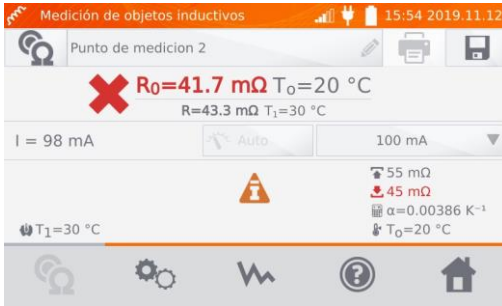 Medición de objetos inductivos 15:54 2019.11.12
Punto de medicion 2
R₀=41.7 mΩ T₀=20 °C
R=43.3 mΩ T₁=30 °C
I = 98 mA Auto 100 mA
55 mΩ
45 mΩ
α=0.00386 K⁻¹
T₁=30 °C T₀=20 °C